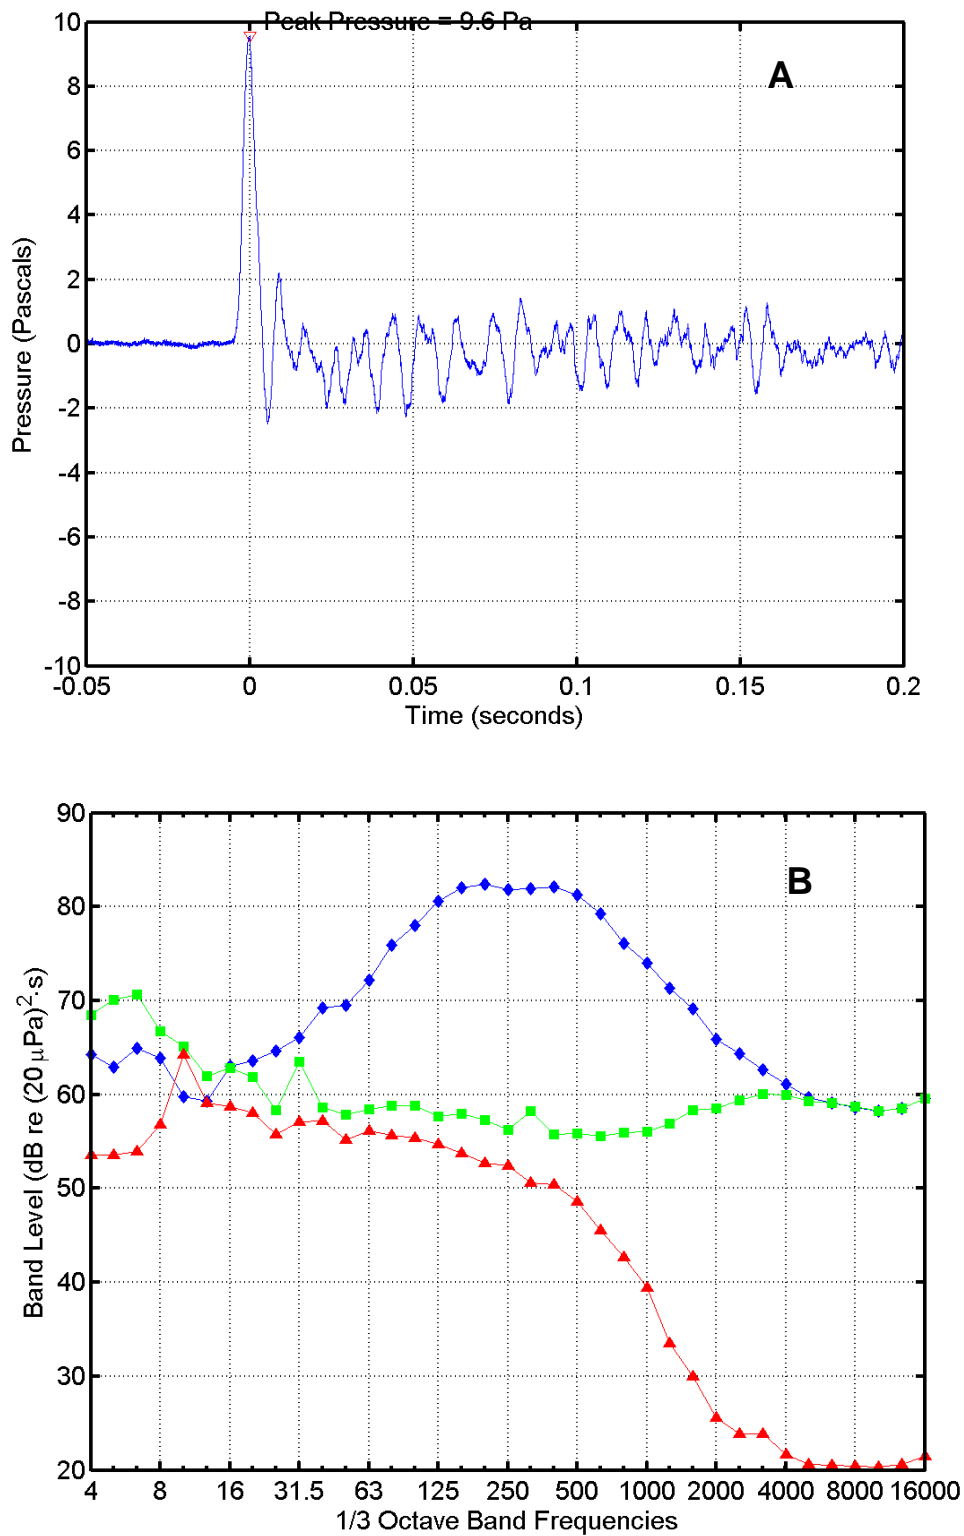 Peak Pressure = 9.6 Pa
A
10
8
6
4
2
0
-2
-4
-6
-8
-10
Pressure (Pascals)
-0.05 0 0.05 0.1 0.15 0.2
Time (seconds)
B
90
80
70
60
50
40
30
20
Band Level (dB re (20 μPa)²·s)
4 8 16 31.5 63 125 250 500 1000 2000 4000 8000 16000
1/3 Octave Band Frequencies